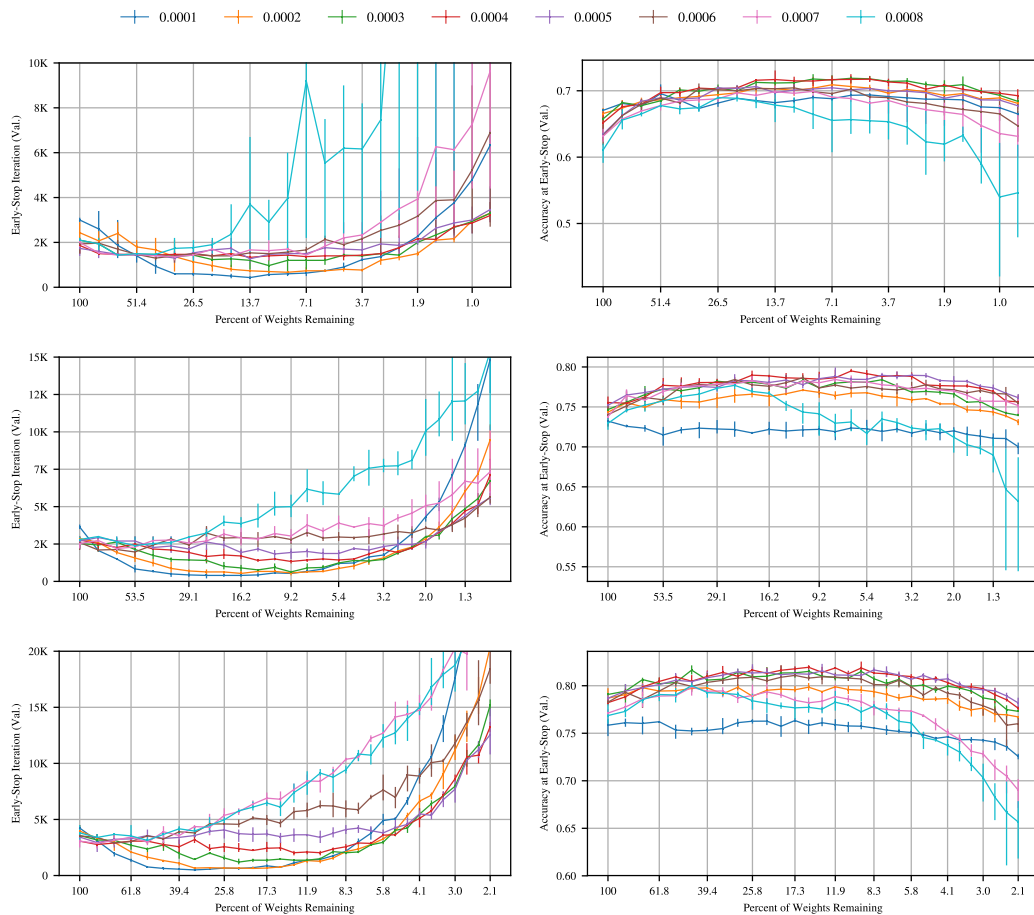 0.0001 0.0002 0.0003 0.0004 0.0005 0.0006 0.0007 0.0008
10K
8K
6K
4K
2K
0
Early-Stop Iteration (Val.)
100 51.4 26.5 13.7 7.1 3.7 1.9 1.0
Percent of Weights Remaining
0.7
0.6
0.5
Accuracy at Early-Stop (Val.)
100 51.4 26.5 13.7 7.1 3.7 1.9 1.0
Percent of Weights Remaining
15K
12K
10K
7K
5K
2K
0
Early-Stop Iteration (Val.)
100 53.5 29.1 16.2 9.2 5.4 3.2 2.0 1.3
Percent of Weights Remaining
0.80
0.75
0.70
0.65
0.60
0.55
Accuracy at Early-Stop (Val.)
100 53.5 29.1 16.2 9.2 5.4 3.2 2.0 1.3
Percent of Weights Remaining
20K
15K
10K
5K
0
Early-Stop Iteration (Val.)
100 61.8 39.4 25.8 17.3 11.9 8.3 5.8 4.1 3.0 2.1
Percent of Weights Remaining
0.80
0.75
0.70
0.65
0.60
Accuracy at Early-Stop (Val.)
100 61.8 39.4 25.8 17.3 11.9 8.3 5.8 4.1 3.0 2.1
Percent of Weights Remaining